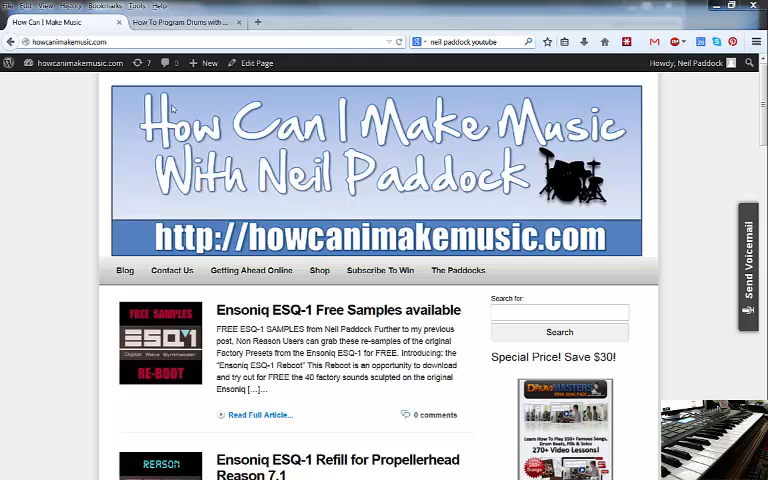 File Edit View History Bookmarks Tools Help
How Can I Make Music
How To Program Drums with ...
howcanimakemusic.com
neil paddock youtube
howcanimakemusic.com
7
0
New
Edit Page
Howdy, Neil Paddock
How Can I Make Music
With Neil Paddock
http://howcanimakemusic.com
Blog Contact Us Getting Ahead Online Shop Subscribe To Win The Paddocks
Send Voicemail
FREE SAMPLES
ESQ-1
Digital Wave Synthesizer
RE-BOOT
Ensoniq ESQ-1 Free Samples available
FREE ESQ-1 SAMPLES from Neil Paddock Further to my previous
post, Non Reason Users can grab these re-samples of the original
Factory Presets from the Ensoniq ESQ-1 for FREE. Introducing: the
“Ensoniq ESQ-1 Reboot” This Reboot is an opportunity to download
and try out for FREE the 40 factory sounds sculpted on the original
Ensoniq […]...
Read Full Article...
0 comments
Search for:
Search
Special Price! Save $30!
DRUMMASTERS
Learn How To Play 350+ Famous Songs,
Drum Beats, Fills & Solos
270+ Video Lessons!
REASON
Ensoniq ESQ-1 Refill for Propellerhead
Reason 7.1